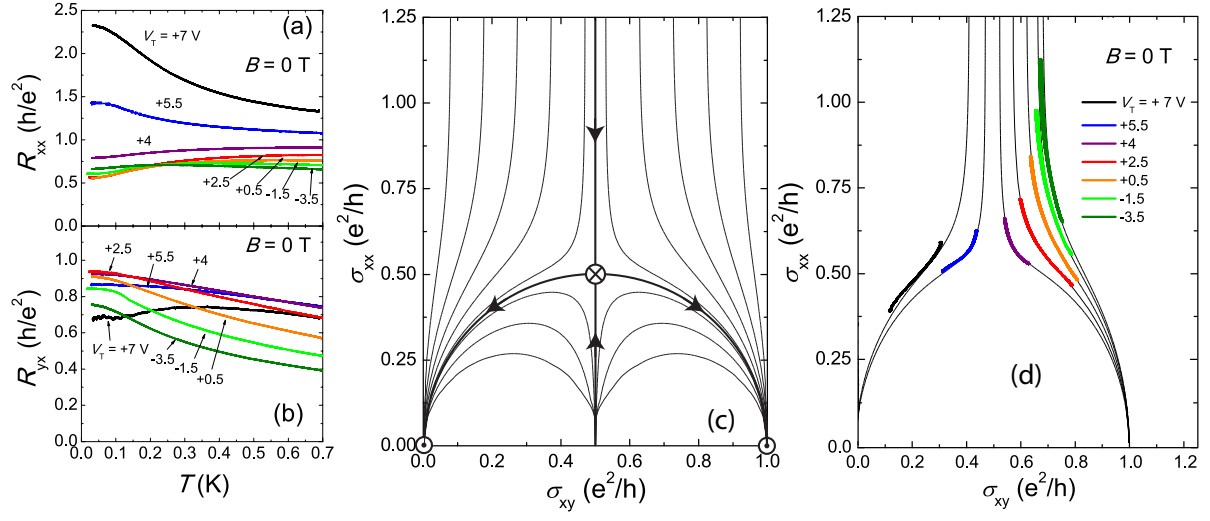 (a)
V_T = +7 V
B = 0 T
+5.5
+4
+2.5
+0.5
-1.5
-3.5
R_xx (h/e²)
2.5
2.0
1.5
1.0
0.5
0.0
(b)
B = 0 T
+2.5
+5.5
+4
V_T = +7 V
-3.5
-1.5
+0.5
R_yx (h/e²)
1.0
0.8
0.6
0.4
0.2
0.0
0.0 0.1 0.2 0.3 0.4 0.5 0.6 0.7
T (K)
(c)
σ_xx (e²/h)
1.25
1.00
0.75
0.50
0.25
0.00
0.0 0.2 0.4 0.6 0.8 1.0
σ_xy (e²/h)
(d)
B = 0 T
V_T = + 7 V
+5.5
+4
+2.5
+0.5
-1.5
-3.5
σ_xx (e²/h)
1.25
1.00
0.75
0.50
0.25
0.00
0.0 0.2 0.4 0.6 0.8 1.0 1.2
σ_xy (e²/h)